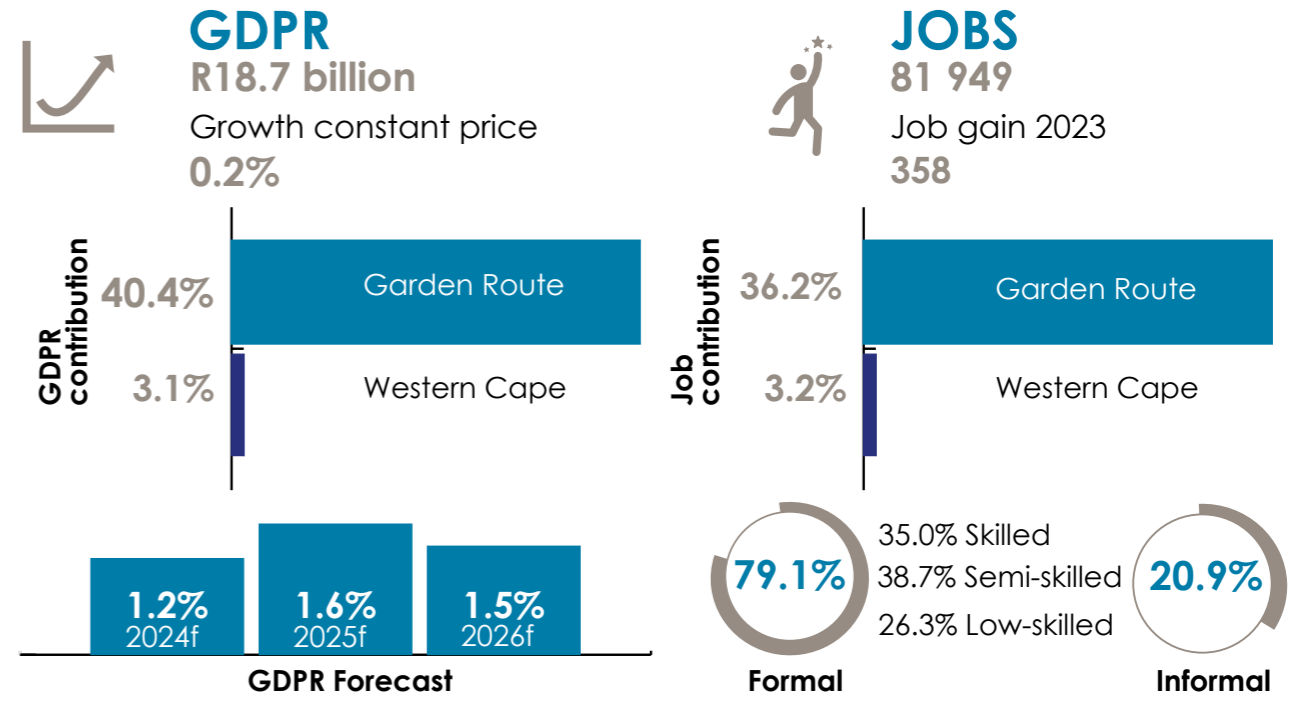 GDPR
R18.7 billion
Growth constant price
0.2%
GDPR
contribution
40.4%
Garden Route
3.1%
Western Cape
1.2%
2024f
1.6%
2025f
1.5%
2026f
GDPR Forecast
JOBS
81 949
Job gain 2023
358
Job
contribution
36.2%
Garden Route
3.2%
Western Cape
79.1%
Formal
35.0% Skilled
38.7% Semi-skilled
26.3% Low-skilled
20.9%
Informal